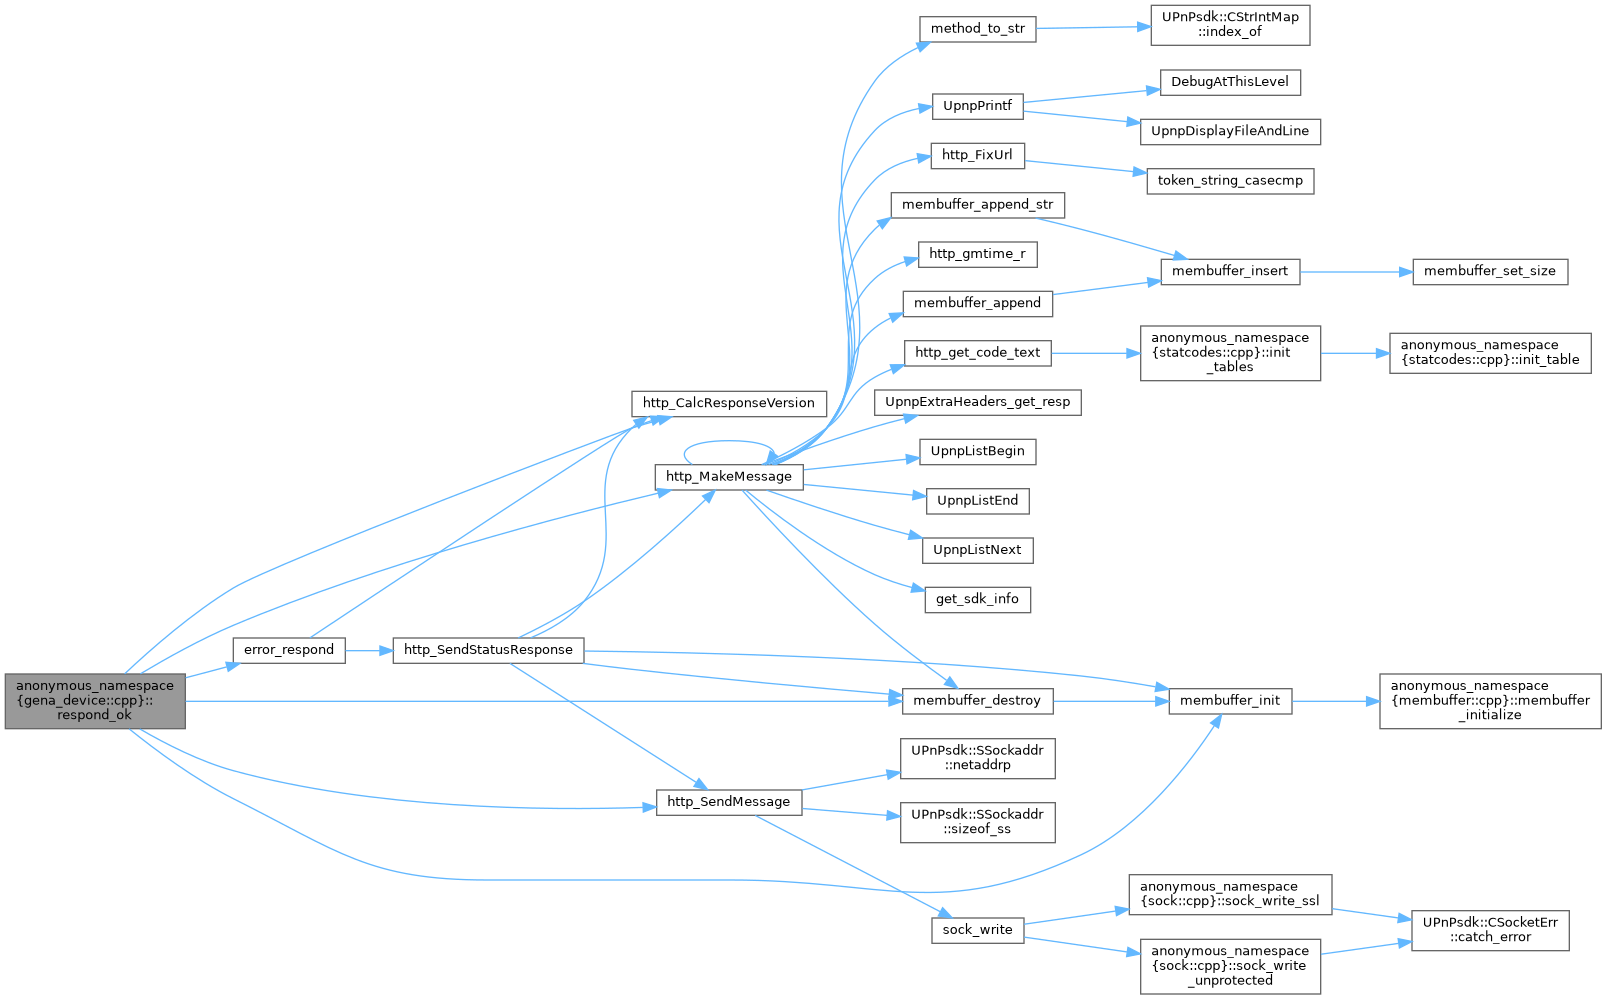 method_to_str
UPnPsdk::CStrIntMap
::index_of
DebugAtThisLevel
UpnpPrintf
UpnpDisplayFileAndLine
http_FixUrl
token_string_casecmp
membuffer_append_str
http_gmtime_r
membuffer_insert
membuffer_set_size
membuffer_append
http_get_code_text
anonymous_namespace
{statcodes::cpp}::init
_tables
anonymous_namespace
{statcodes::cpp}::init_table
http_CalcResponseVersion
UpnpExtraHeaders_get_resp
UpnpListBegin
http_MakeMessage
UpnpListEnd
UpnpListNext
get_sdk_info
error_respond
http_SendStatusResponse
anonymous_namespace
{gena_device::cpp}::
respond_ok
membuffer_destroy
membuffer_init
anonymous_namespace
{membuffer::cpp}::membuffer
_initialize
UPnPsdk::SSockaddr
::netaddrp
http_SendMessage
UPnPsdk::SSockaddr
::sizeof_ss
anonymous_namespace
{sock::cpp}::sock_write_ssl
sock_write
UPnPsdk::CSocketErr
::catch_error
anonymous_namespace
{sock::cpp}::sock_write
_unprotected